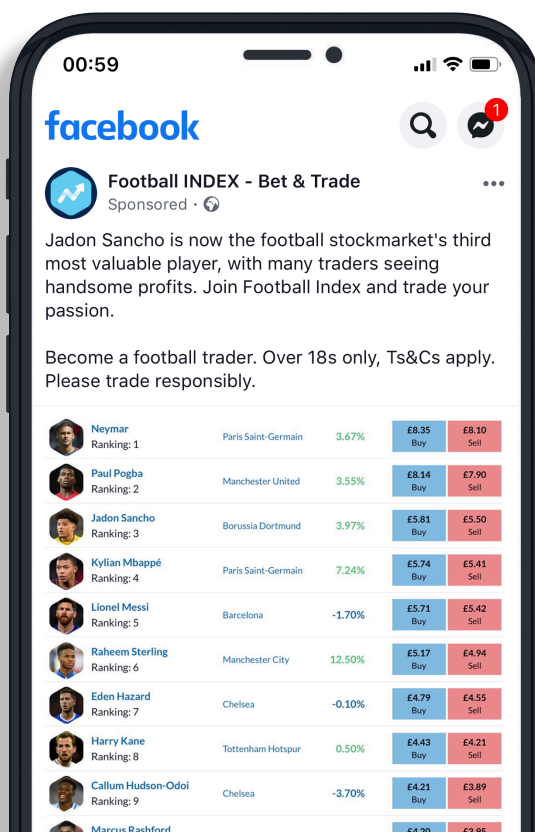 00:59
facebook
1
Football INDEX - Bet & Trade
Sponsored ·
Jadon Sancho is now the football stockmarket's third
most valuable player, with many traders seeing
handsome profits. Join Football Index and trade your
passion.
Become a football trader. Over 18s only, Ts&Cs apply.
Please trade responsibly.
Neymar
Ranking: 1
Paris Saint-Germain
3.67%
£8.35
Buy
£8.10
Sell
Paul Pogba
Ranking: 2
Manchester United
3.55%
£8.14
Buy
£7.90
Sell
Jadon Sancho
Ranking: 3
Borussia Dortmund
3.97%
£5.81
Buy
£5.50
Sell
Kylian Mbappé
Ranking: 4
Paris Saint-Germain
7.24%
£5.74
Buy
£5.41
Sell
Lionel Messi
Ranking: 5
Barcelona
-1.70%
£5.71
Buy
£5.42
Sell
Raheem Sterling
Ranking: 6
Manchester City
12.50%
£5.17
Buy
£4.94
Sell
Eden Hazard
Ranking: 7
Chelsea
-0.10%
£4.79
Buy
£4.55
Sell
Harry Kane
Ranking: 8
Tottenham Hotspur
0.50%
£4.43
Buy
£4.21
Sell
Callum Hudson-Odoi
Ranking: 9
Chelsea
-3.70%
£4.21
Buy
£3.89
Sell
Marcus Rashford
£4.20
£3.95